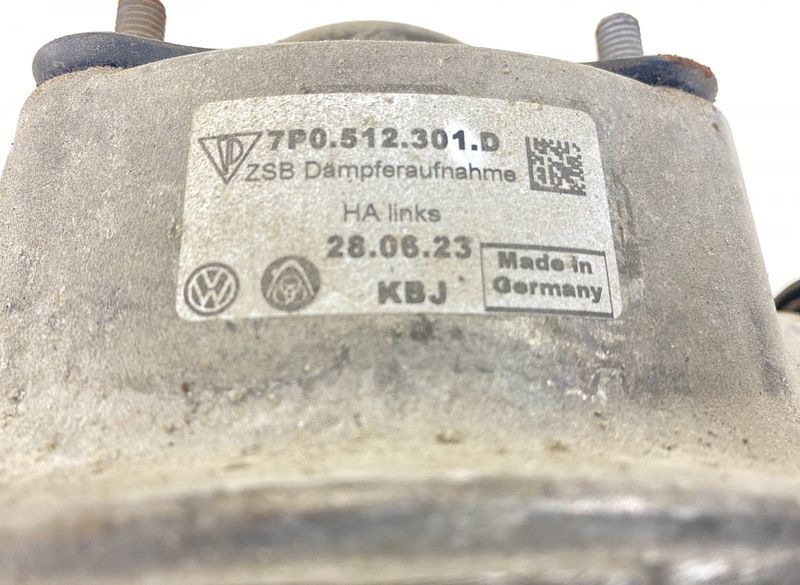 7P0.512.301.D
ZSB Dämpferaufnahme
HA links
28.06.23
KBJ
Made in
Germany